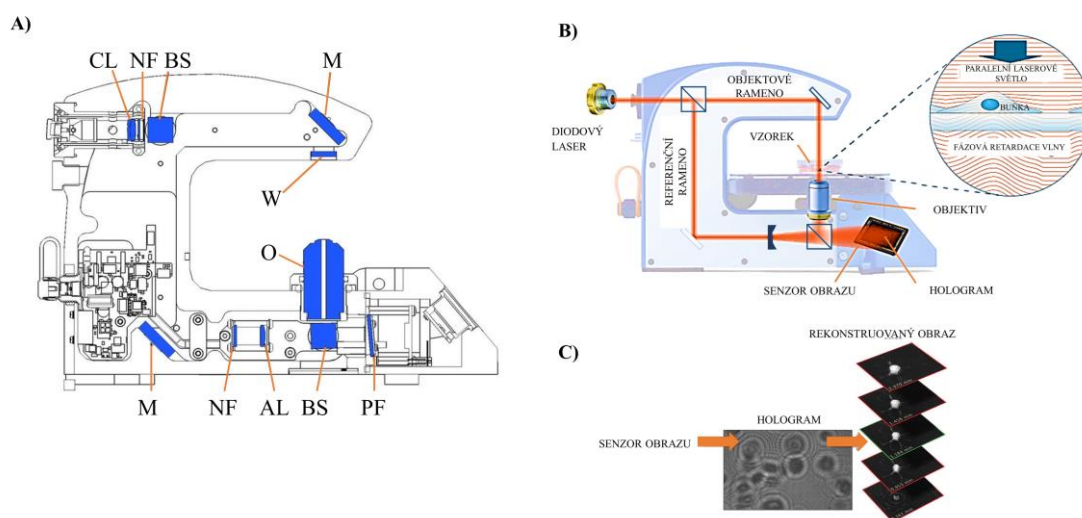 A)
CL NF BS M
W
O
M NF AL BS PF
B)
OBJEKTOVÉ
RAMENO
DIODOVÝ
LASER
VZOREK
REFERENČNÍ
RAMENO
OBJEKTIV
SENZOR OBRAZU
HOLOGRAM
PARALELNÍ LASEROVÉ
SVĚTLO
BUŇKA
FÁZOVÁ RETARDACE VLNY
C)
REKONSTRUOVANÝ OBRAZ
HOLOGRAM
SENZOR OBRAZU